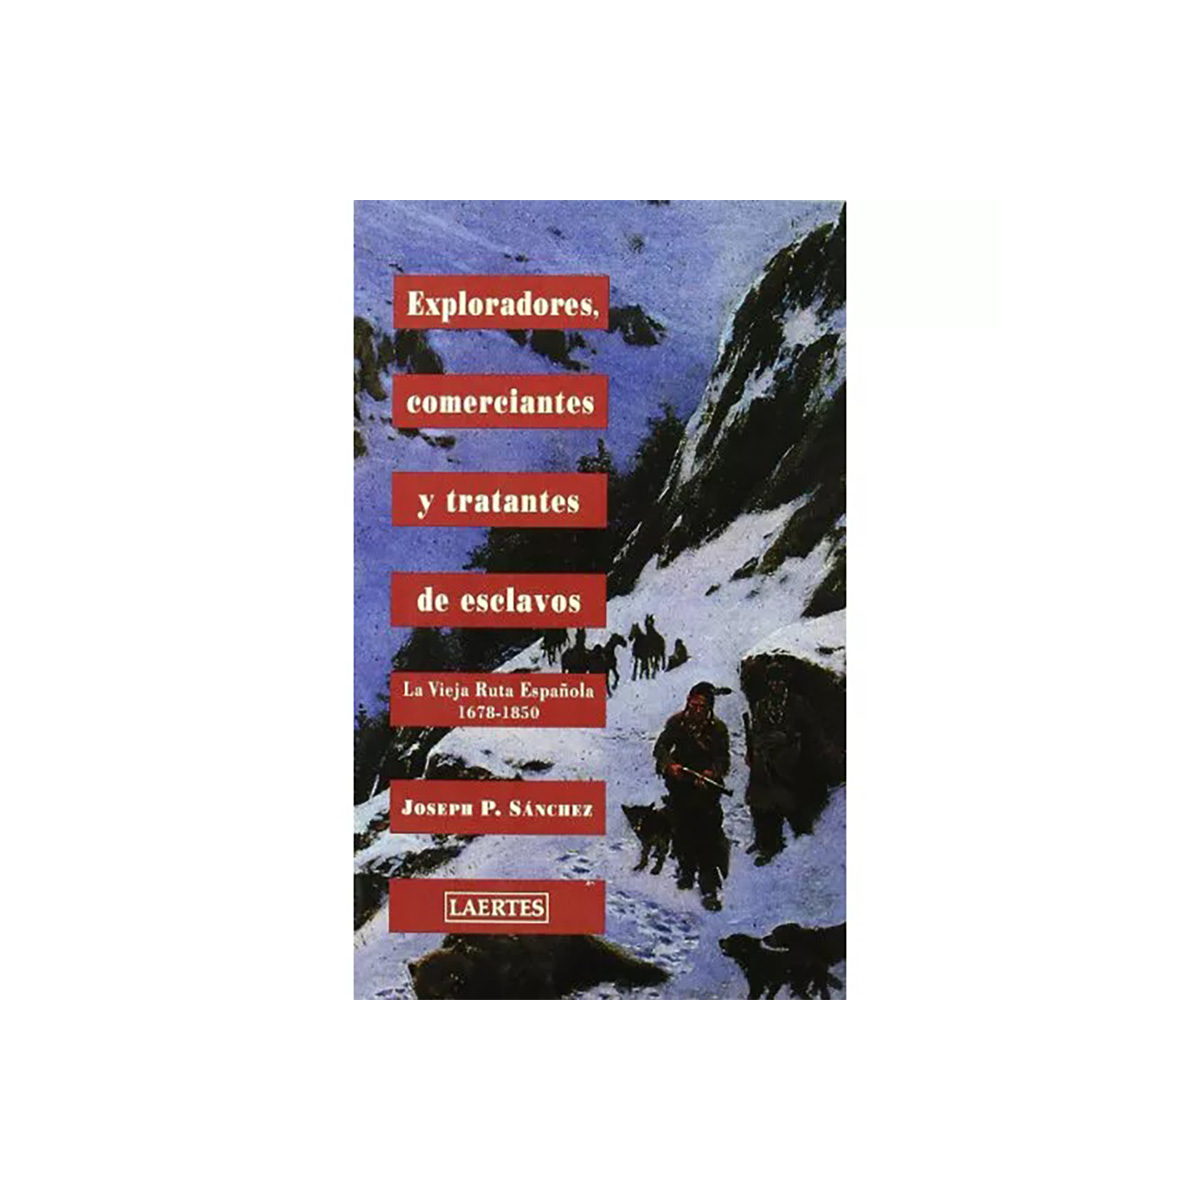 Exploradores,
comerciantes
y tratantes
de esclavos
La Vieja Ruta Española
1678-1850
JOSEPH P. SÁNCHEZ
LAERTES